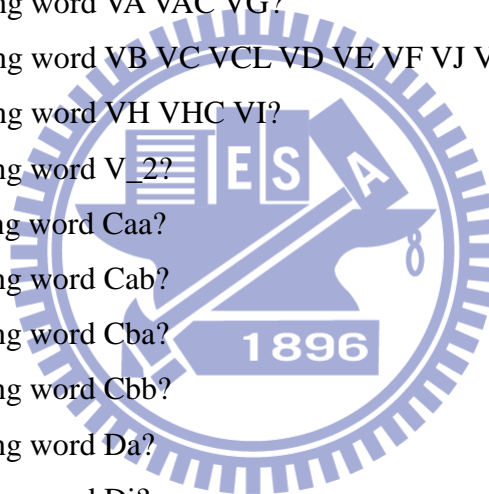 ng word VA VAC VG?
ng word VB VC VCL VD VE VF VJ V
ng word VH VHC VI?
ng word V_2?
ng word Caa?
ng word Cab?
ng word Cba?
ng word Cbb?
ng word Da?
E S A
1896